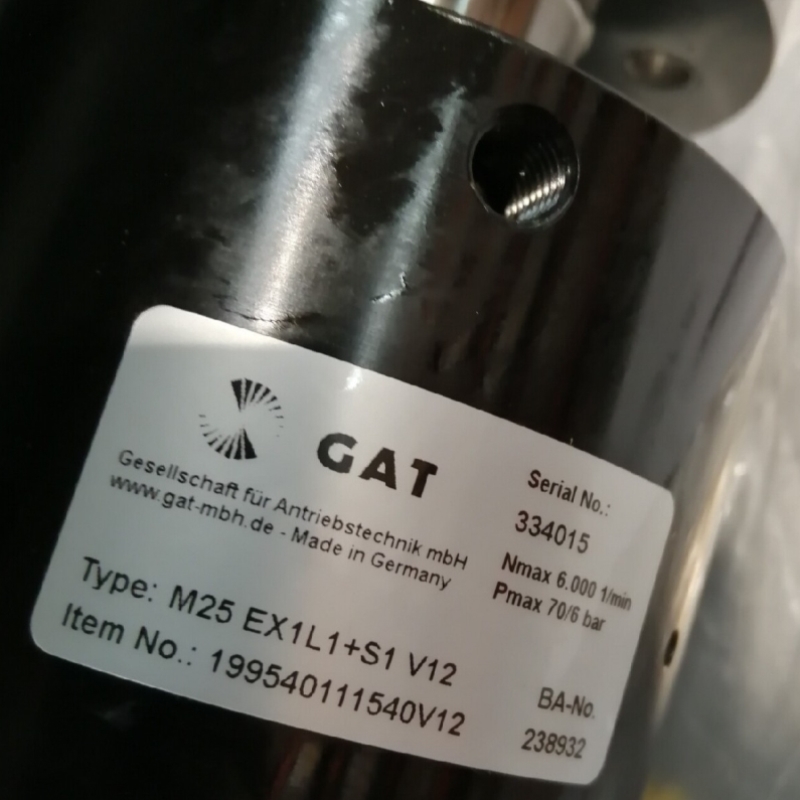 GAT
Gesellschaft für Antriebstechnik mbH
www.gat-mbh.de - Made in Germany
Type: M25 EX1L1+S1 V12
Item No.: 199540111540V12
Serial No.:
334015
Nmax 6.000 1/min
Pmax 70/6 bar
BA-No.
238932